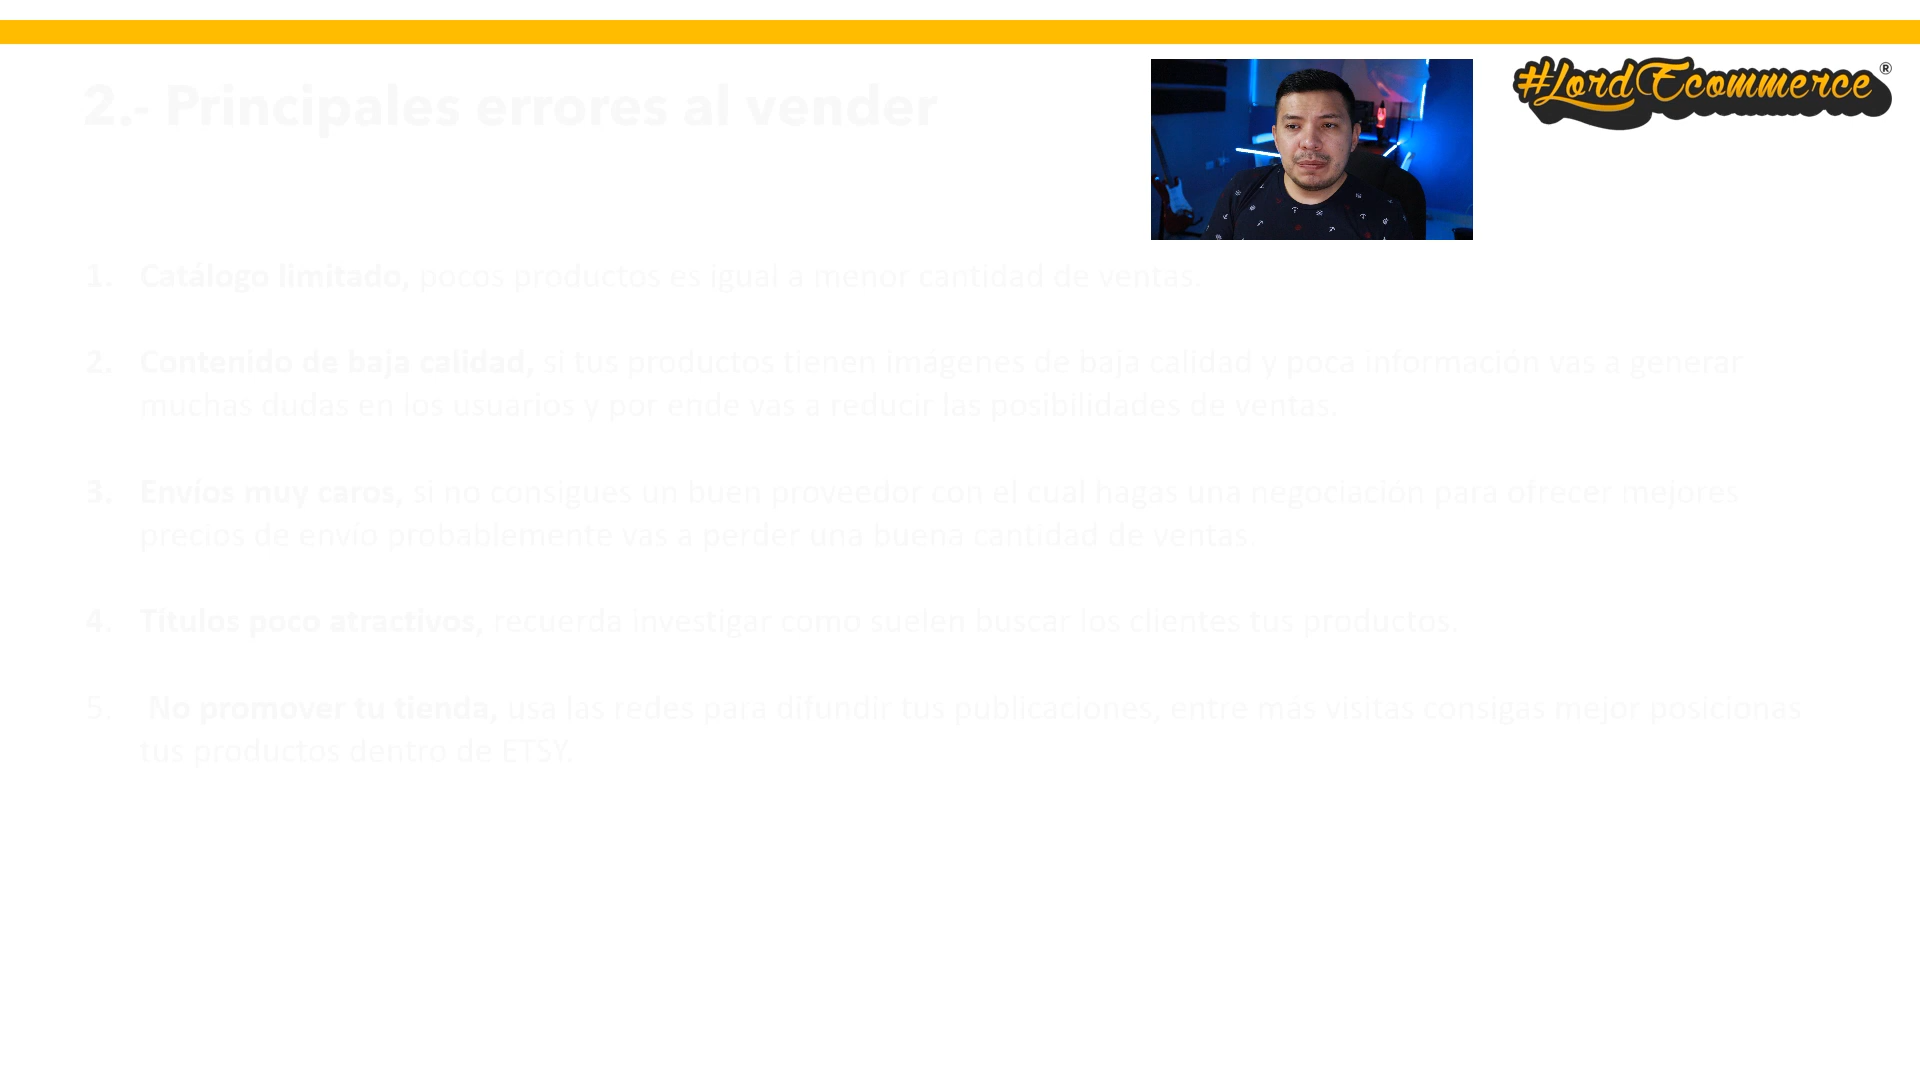 #LordEcommerce®
2.- Principales errores al vender
1. Catálogo limitado, pocos productos es igual a menor cantidad de ventas.
2. Contenido de baja calidad, si tus productos tienen imágenes de baja calidad y poca información vas a generar
muchas dudas en los usuarios y por ende vas a reducir las posibilidades de ventas.
3. Envíos muy caros, si no consigues un buen proveedor con el cual hagas una negociación para ofrecer mejores
precios de envío probablemente vas a perder una buena cantidad de ventas
4. Títulos poco atractivos, recuerda investigar como suelen buscar los clientes tus productos.
5. No promover tu tienda, usa las redes para difundir tus publicaciones, entre más visitas consigas mejor posicionas
tus productos dentro de ETSY.